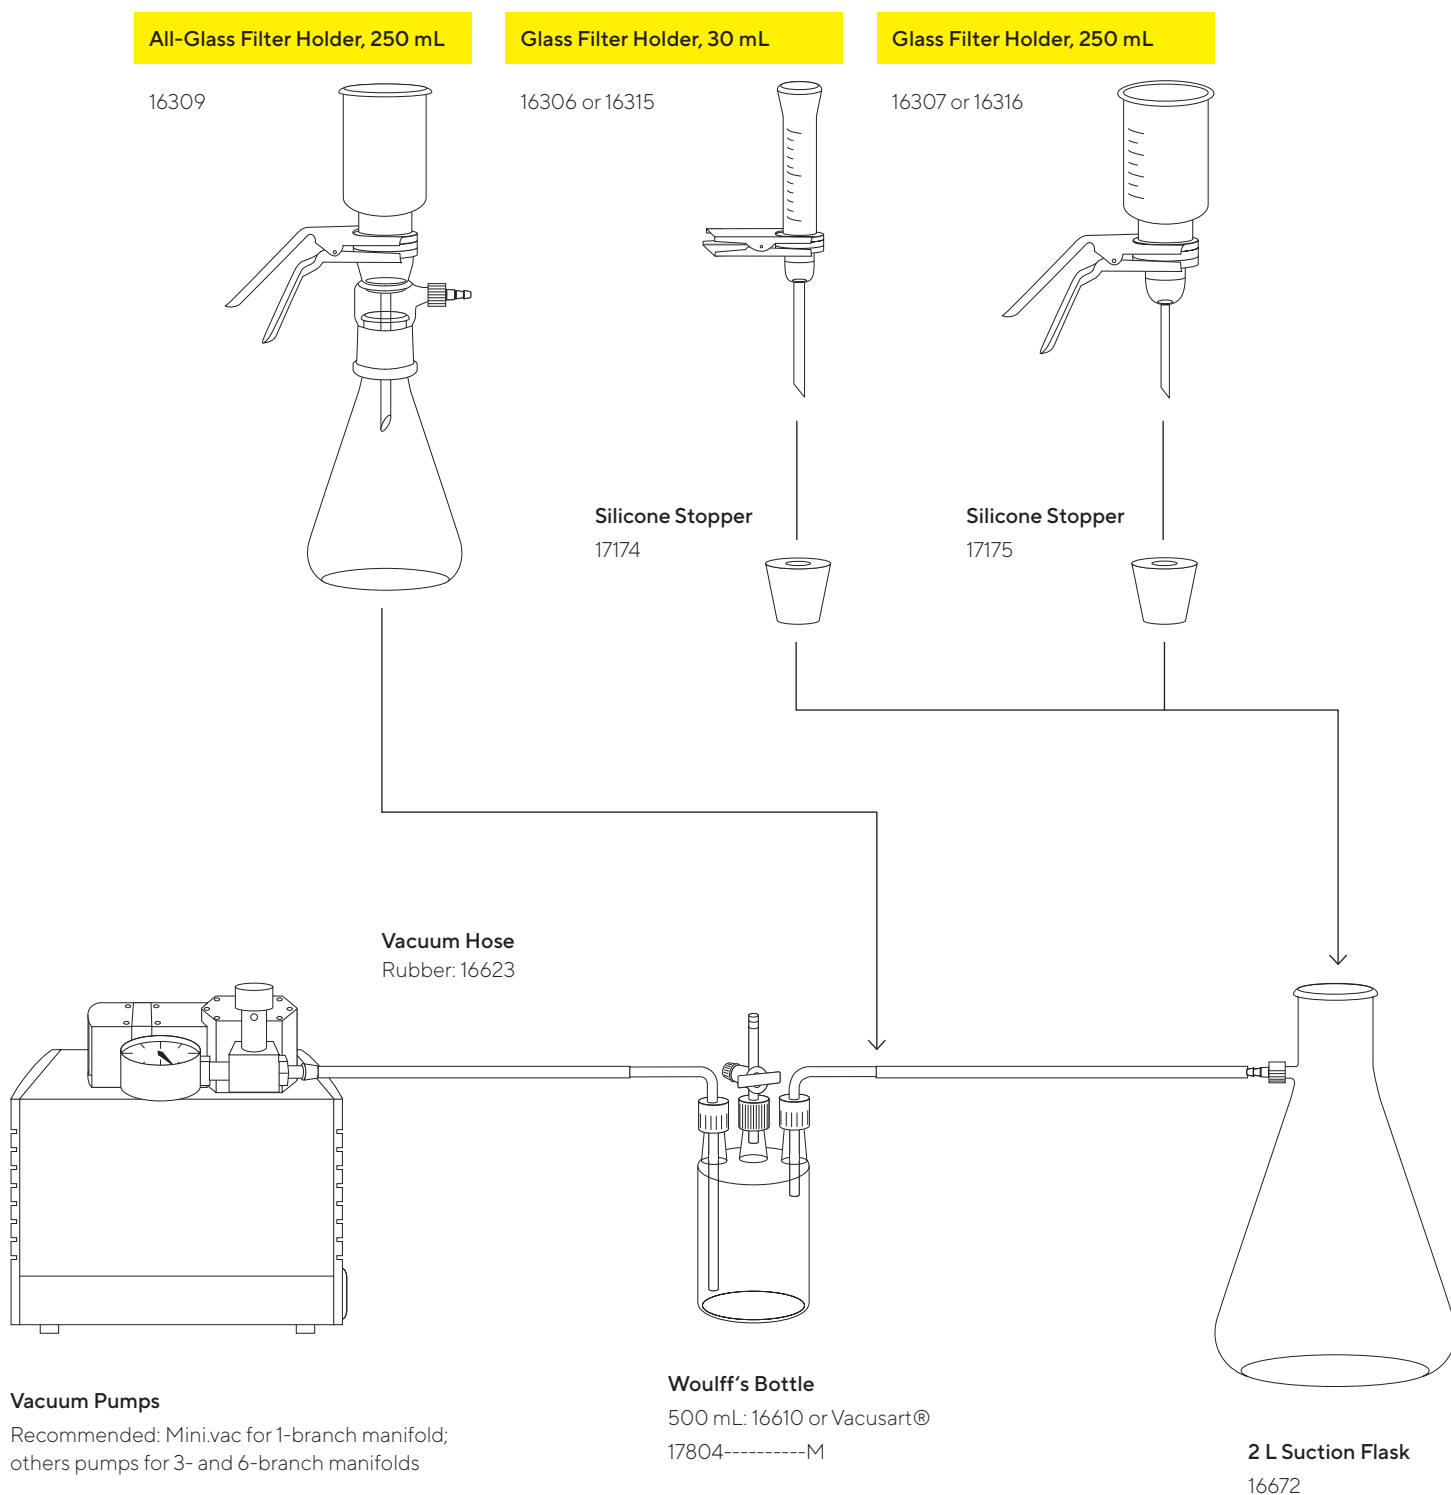 All-Glass Filter Holder, 250 mL
16309
Glass Filter Holder, 30 mL
16306 or 16315
Glass Filter Holder, 250 mL
16307 or 16316
Silicone Stopper
17174
Silicone Stopper
17175
Vacuum Hose
Rubber: 16623
Vacuum Pumps
Recommended: Mini.vac for 1-branch manifold;
others pumps for 3- and 6-branch manifolds
Woulff‘s Bottle
500 mL: 16610 or Vacusart®
17804----------M
2 L Suction Flask
16672